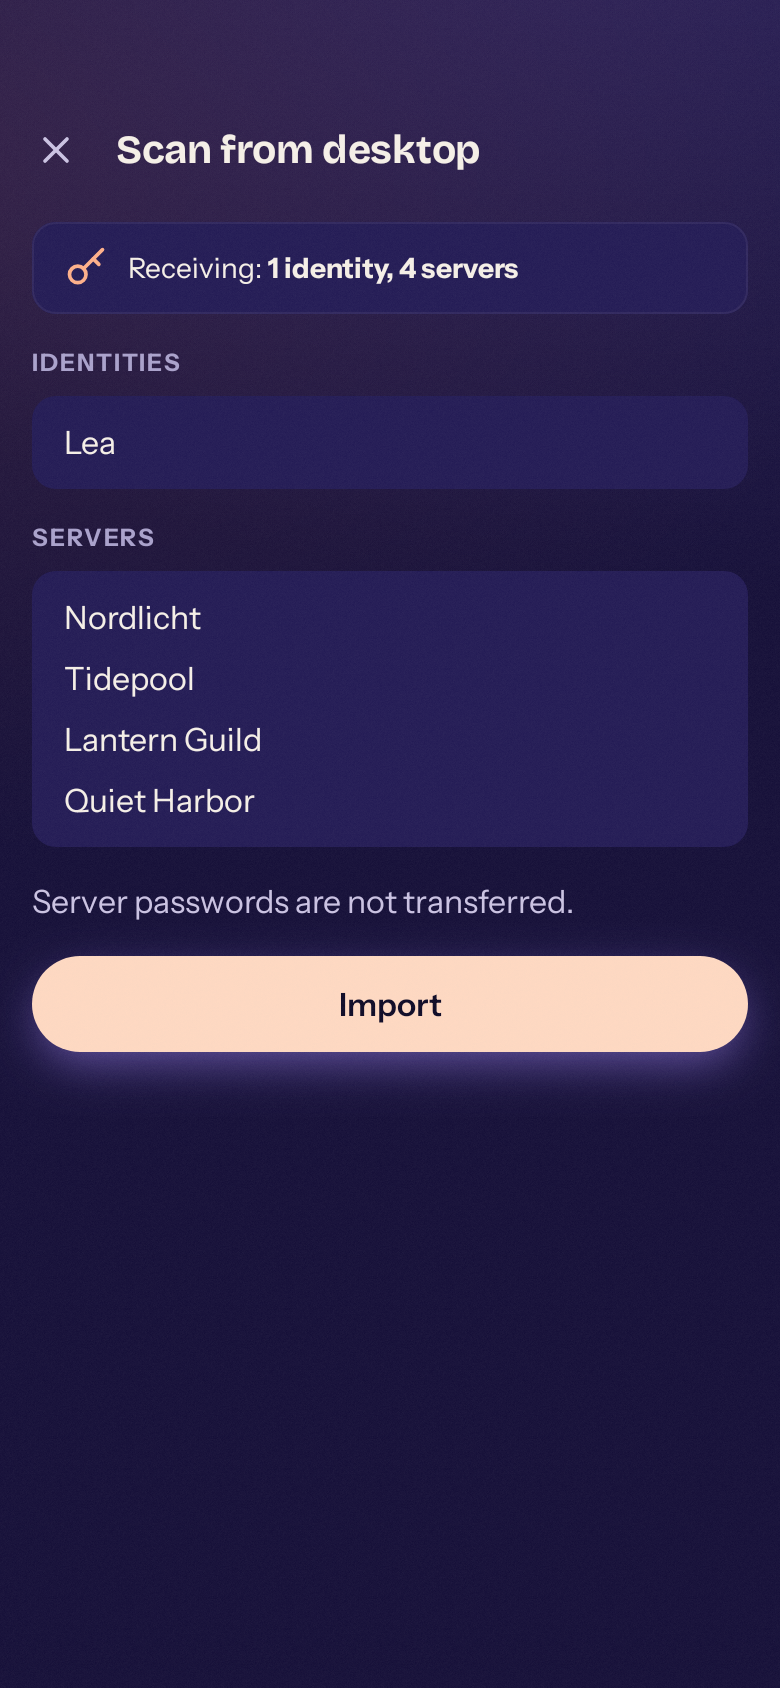 Scan from desktop
Receiving: 1 identity, 4 servers
IDENTITIES
Lea
SERVERS
Nordlicht
Tidepool
Lantern Guild
Quiet Harbor
Server passwords are not transferred.
Import